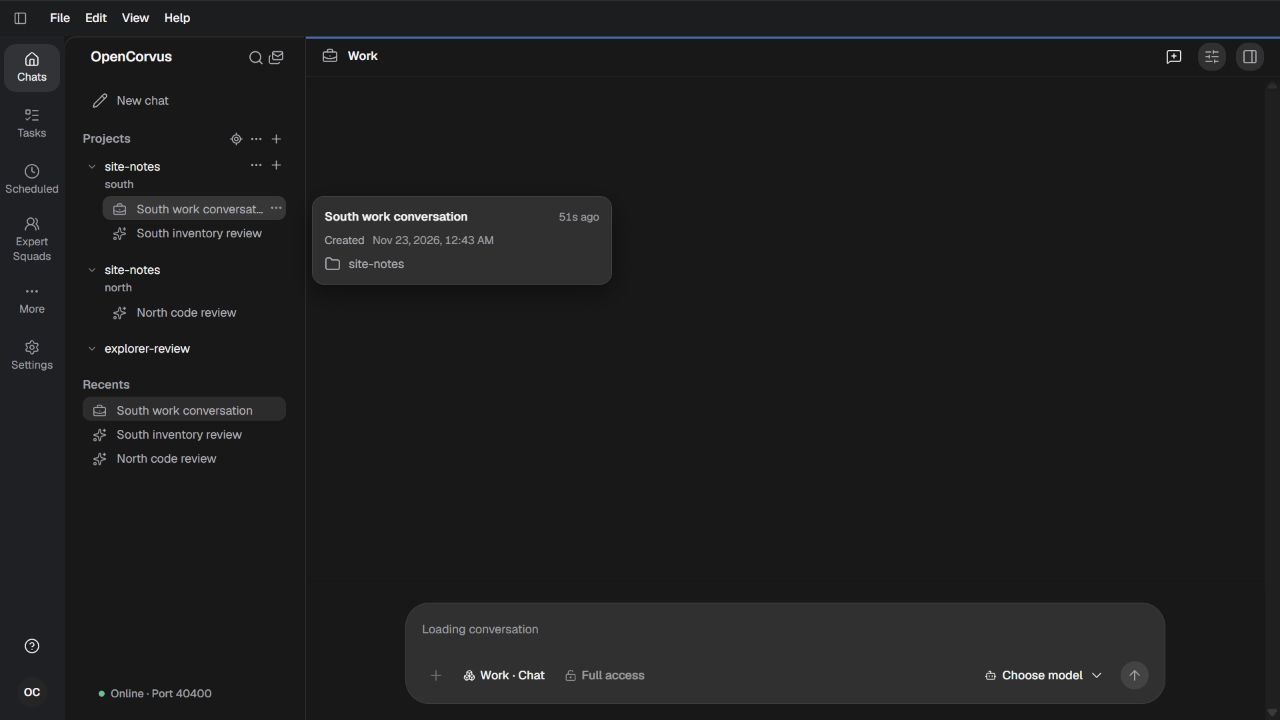 File Edit View Help
Chats
Tasks
Scheduled
Expert
Squads
More
Settings
OC
OpenCorvus
New chat
Projects
site-notes
south
South work conversat...
South inventory review
site-notes
north
North code review
explorer-review
Recents
South work conversation
South inventory review
North code review
Online · Port 40400
Work
South work conversation 51s ago
Created Nov 23, 2026, 12:43 AM
site-notes
Loading conversation
Work · Chat Full access Choose model